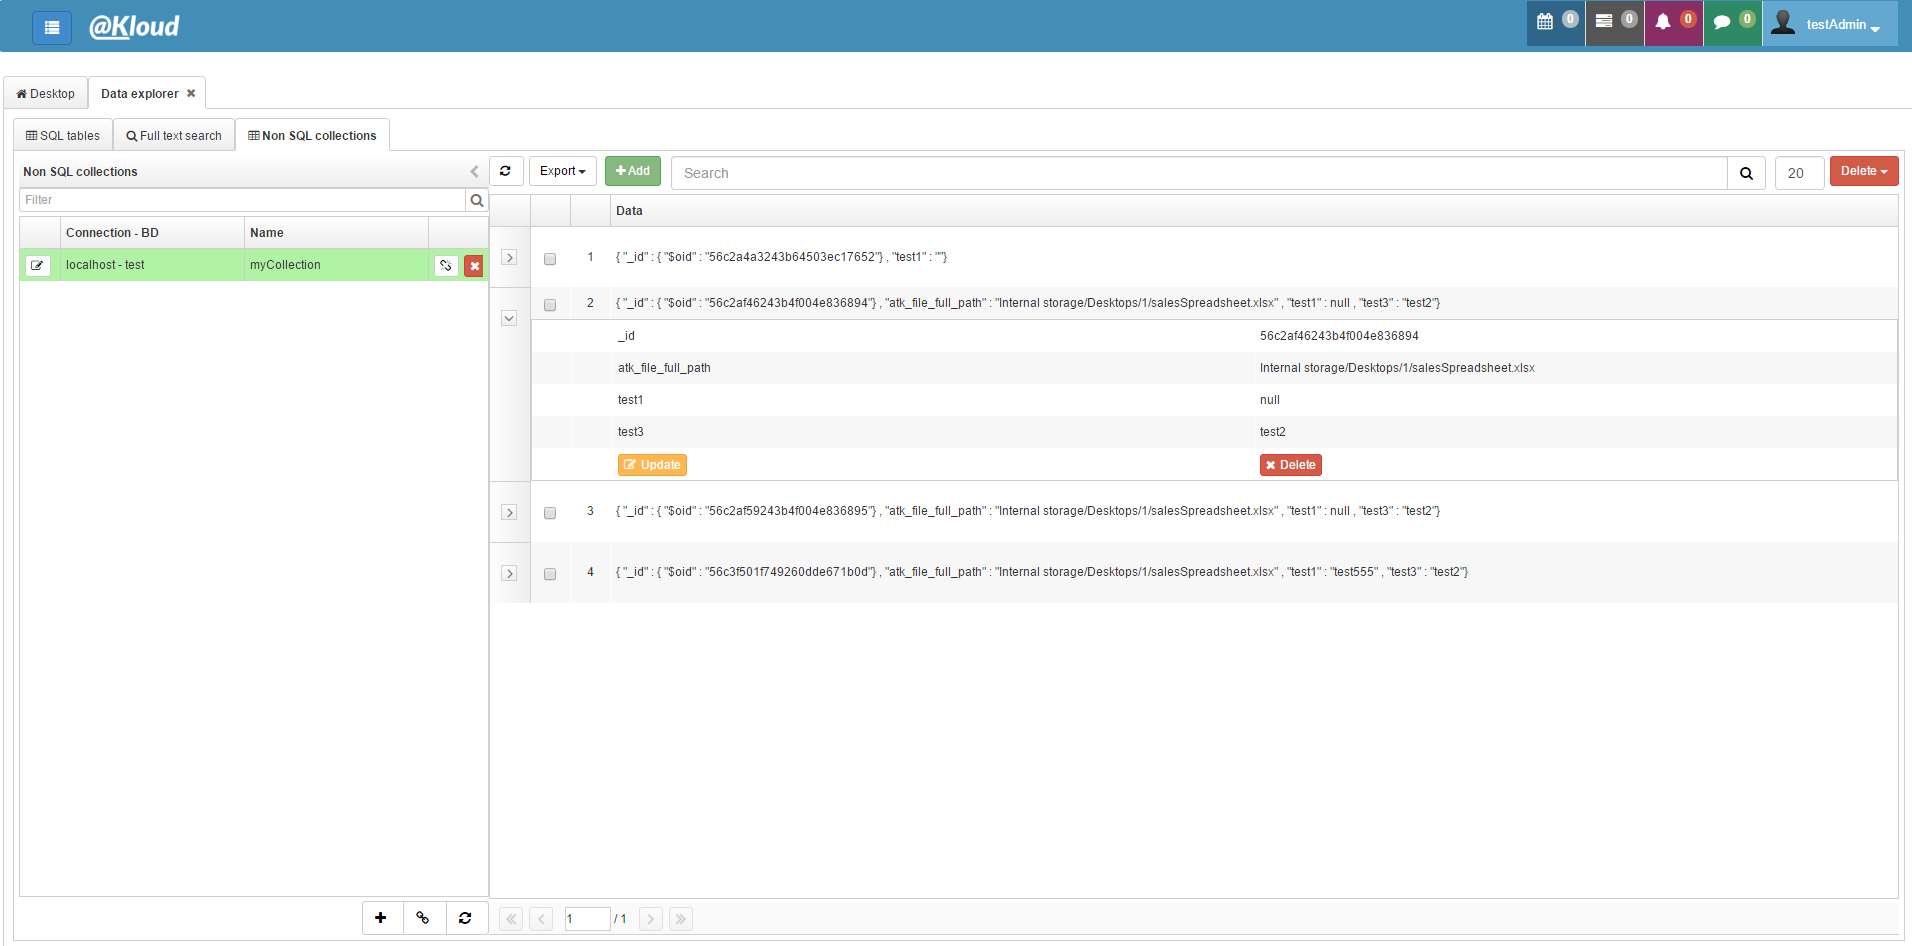 @Kloud
0
0
0
0
testAdmin
Desktop
Data explorer
SQL tables
Full text search
Non SQL collections
Non SQL collections
Export
Add
Search
20
Delete
Filter
Data
Connection - BD
Name
localhost - test
myCollection
1
{ "_id" : { "$oid" : "56c2a4a3243b64503ec17652"} , "test1" : ""}
2
{ "_id" : { "$oid" : "56c2af46243b4f004e836894"} , "atk_file_full_path" : "Internal storage/Desktops/1/salesSpreadsheet.xlsx" , "test1" : null , "test3" : "test2"}
_id 56c2af46243b4f004e836894
atk_file_full_path Internal storage/Desktops/1/salesSpreadsheet.xlsx
test1 null
test3 test2
Update Delete
3
{ "_id" : { "$oid" : "56c2af59243b4f004e836895"} , "atk_file_full_path" : "Internal storage/Desktops/1/salesSpreadsheet.xlsx" , "test1" : null , "test3" : "test2"}
4
{ "_id" : { "$oid" : "56c3f501f749260dde671b0d"} , "atk_file_full_path" : "Internal storage/Desktops/1/salesSpreadsheet.xlsx" , "test1" : "test555" , "test3" : "test2"}
1 / 1